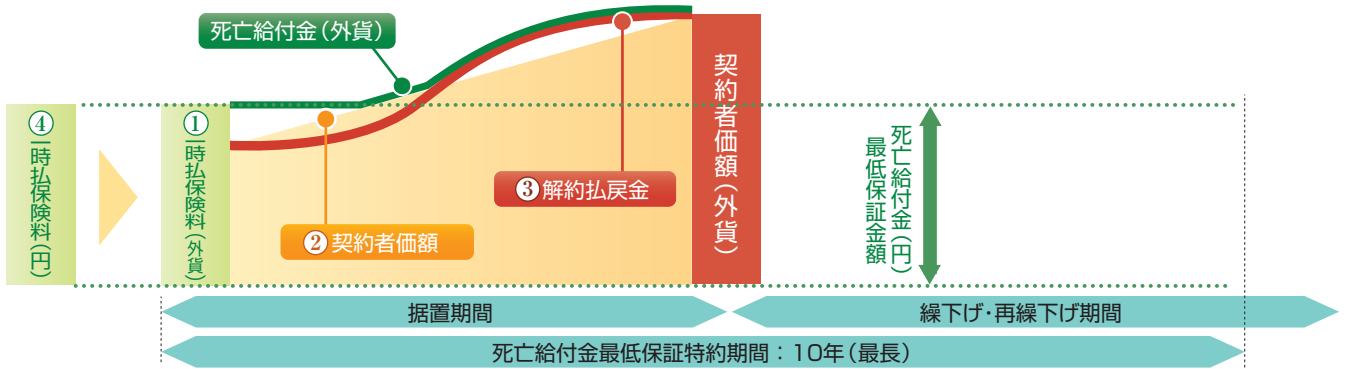 死亡給付金(外貨)
④一時払保険料(円)
①一時払保険料(外貨)
②契約者価額
③解約払戻金
契約者価額(外貨)
死亡給付金(円)
最低保証金額
据置期間
繰下げ・再繰下げ期間
死亡給付金最低保証特約期間：10年(最長)